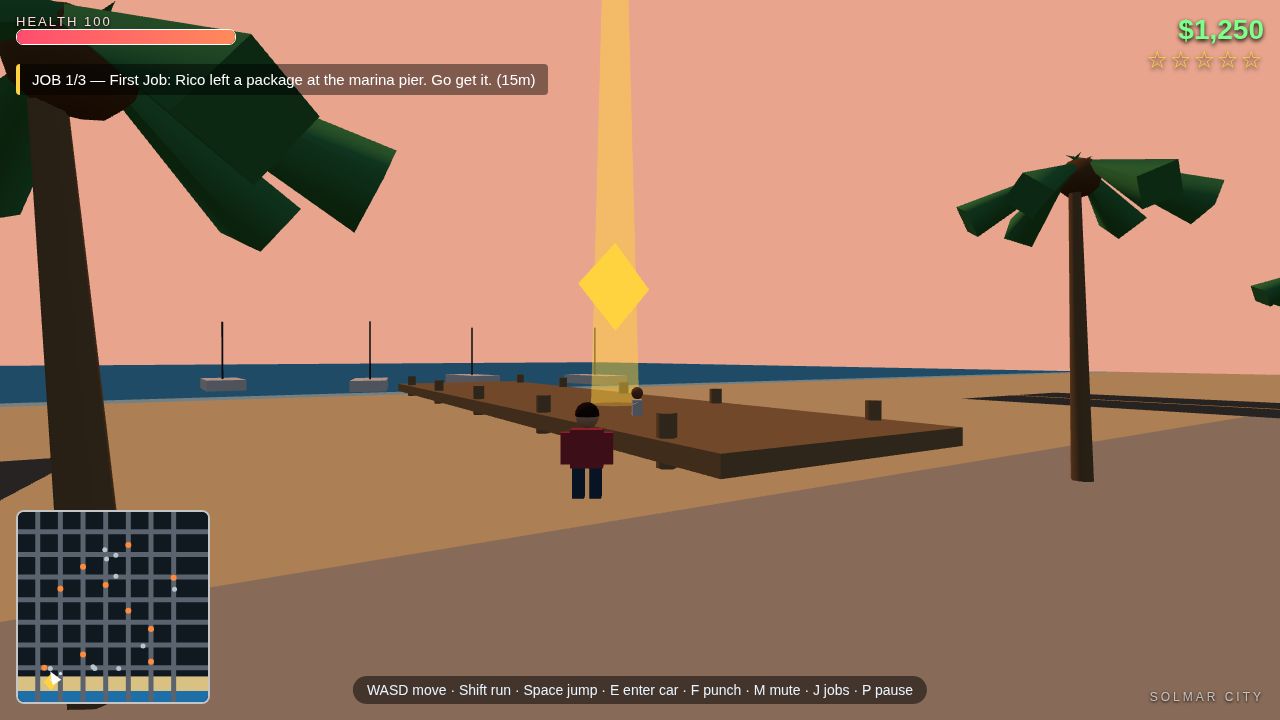 HEALTH 100
$1,250
☆☆☆☆☆
JOB 1/3 — First Job: Rico left a package at the marina pier. Go get it. (15m)
WASD move · Shift run · Space jump · E enter car · F punch · M mute · J jobs · P pause
SOLMAR CITY